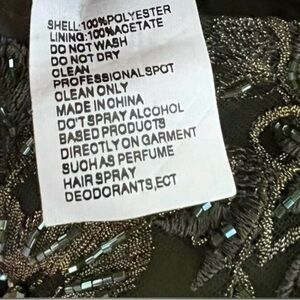 SHELL:100%POLYESTER
LINING:100%ACETATE
DO NOT WASH
DO NOT DRY
CLEAN
PROFESSIONAL SPOT
CLEAN ONLY
MADE IN CHINA
DO'T SPRAY ALCOHOL
BASED PRODUCTS
DIRECTLY ON GARMENT
SUOH AS PERFUME
HAIR SPRAY
DEODORANTS,ECT